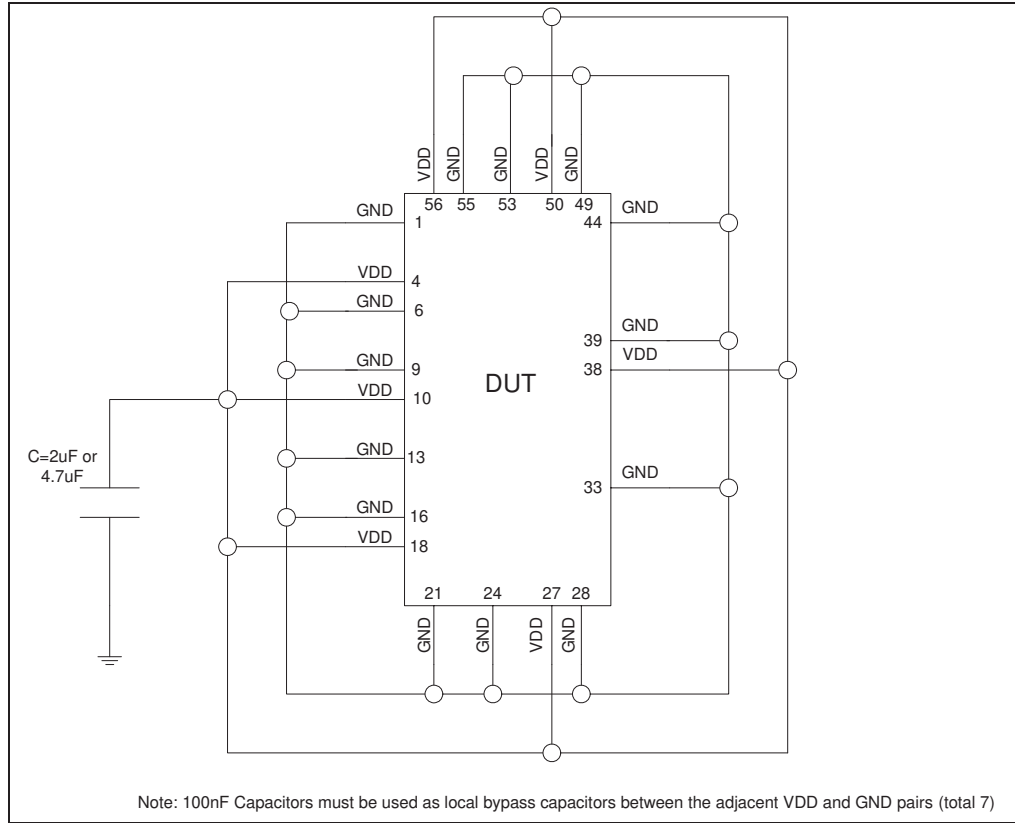 VDD
GND
GND
VDD
GND
56 55 53 50 49
GND 1 44 GND
VDD 4
GND 6
39 GND
GND 9 38 VDD
DUT
VDD 10
C=2uF or
4.7uF
GND 13
33 GND
GND 16
VDD 18
21 24 27 28
GND
GND
VDD
GND
Note: 100nF Capacitors must be used as local bypass capacitors between the adjacent VDD and GND pairs (total 7)